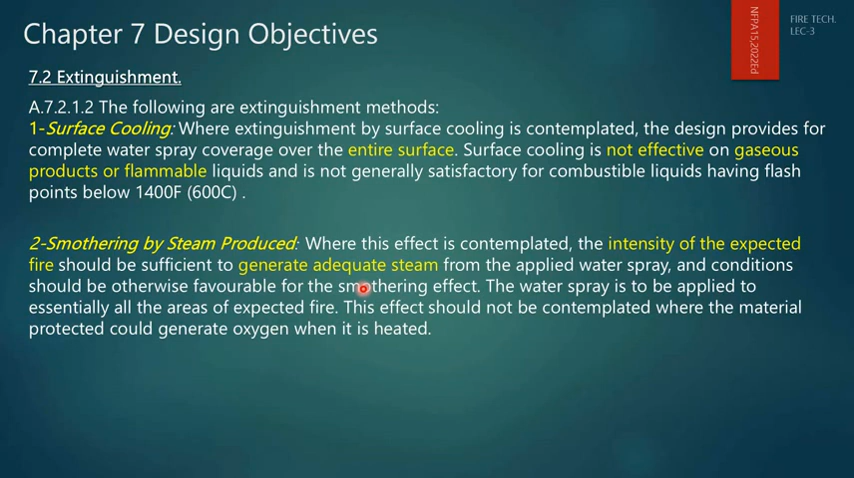 Chapter 7 Design Objectives
NFPA15,2022Ed
FIRE TECH.
LEC-3
7.2 Extinguishment.
A.7.2.1.2 The following are extinguishment methods:
1-Surface Cooling: Where extinguishment by surface cooling is contemplated, the design provides for
complete water spray coverage over the entire surface. Surface cooling is not effective on gaseous
products or flammable liquids and is not generally satisfactory for combustible liquids having flash
points below 1400F (600C) .
2-Smothering by Steam Produced: Where this effect is contemplated, the intensity of the expected
fire should be sufficient to generate adequate steam from the applied water spray, and conditions
should be otherwise favourable for the smothering effect. The water spray is to be applied to
essentially all the areas of expected fire. This effect should not be contemplated where the material
protected could generate oxygen when it is heated.